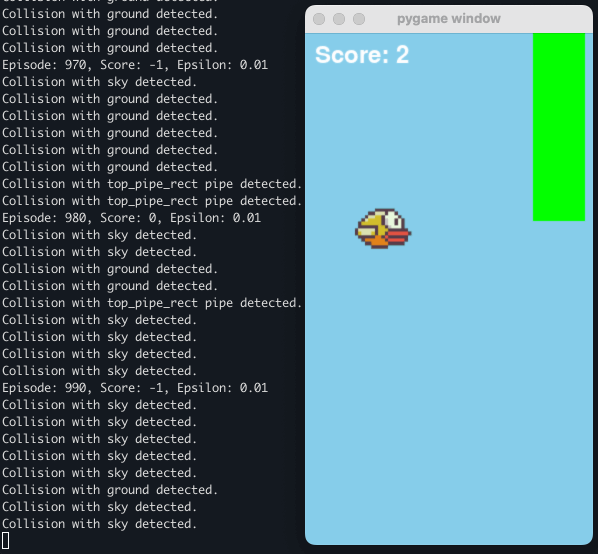 Collision with ground detected.
Collision with ground detected.
Collision with ground detected.
Episode: 970, Score: -1, Epsilon: 0.01
Collision with sky detected.
Collision with ground detected.
Collision with ground detected.
Collision with ground detected.
Collision with ground detected.
Collision with ground detected.
Collision with top_pipe_rect pipe detected.
Collision with top_pipe_rect pipe detected.
Episode: 980, Score: 0, Epsilon: 0.01
Collision with sky detected.
Collision with sky detected.
Collision with ground detected.
Collision with ground detected.
Collision with top_pipe_rect pipe detected.
Collision with sky detected.
Collision with sky detected.
Collision with sky detected.
Collision with sky detected.
Episode: 990, Score: -1, Epsilon: 0.01
Collision with sky detected.
Collision with sky detected.
Collision with sky detected.
Collision with sky detected.
Collision with sky detected.
Collision with ground detected.
Collision with sky detected.
Collision with sky detected.
pygame window
Score: 2